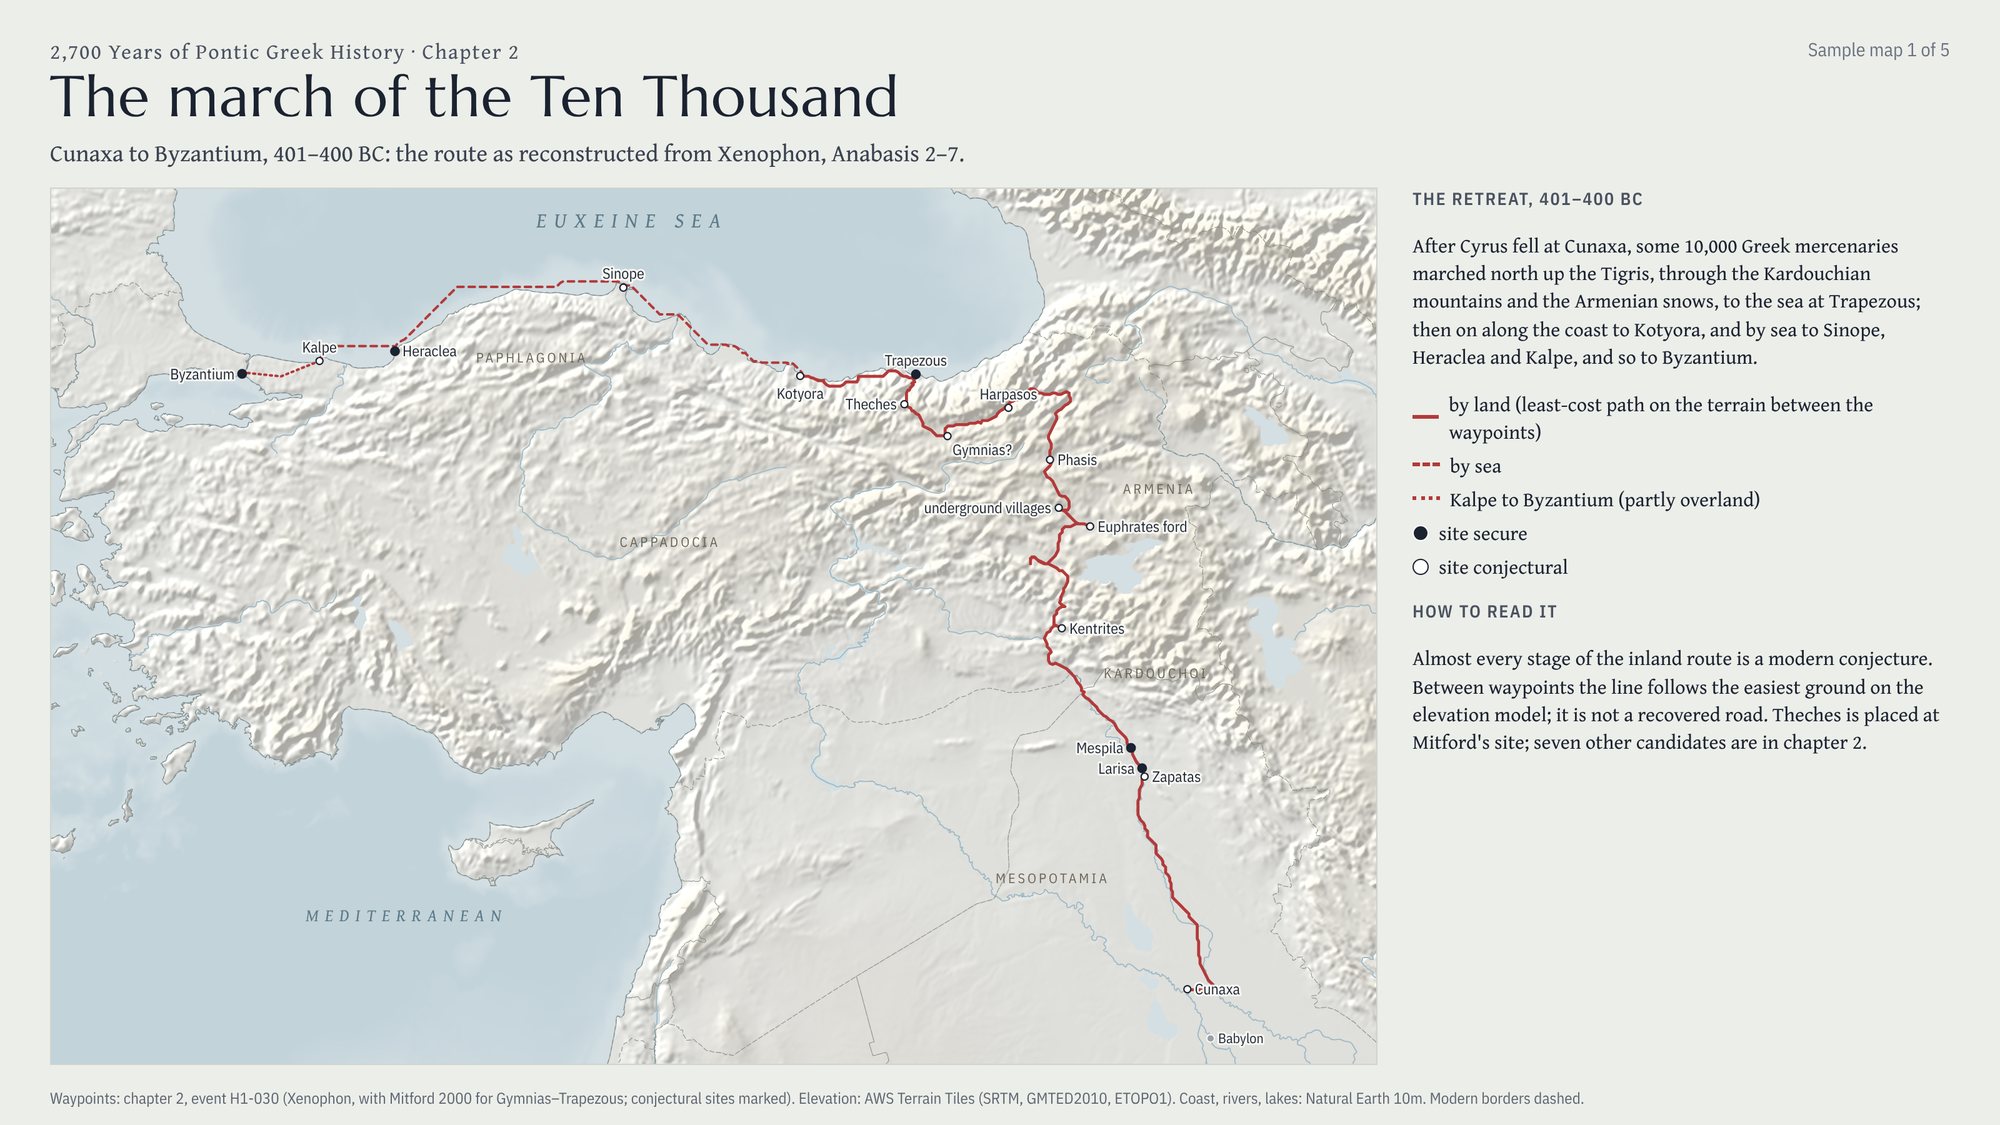 2,700 Years of Pontic Greek History · Chapter 2
Sample map 1 of 5
The march of the Ten Thousand
Cunaxa to Byzantium, 401–400 BC: the route as reconstructed from Xenophon, Anabasis 2–7.
EUXEINE SEA
Sinope
Kalpe
Heraclea
PAPHLAGONIA
Byzantium
Trapezous
Kotyora
Theches
Harpasos
Gymnias?
Phasis
ARMENIA
underground villages
Euphrates ford
CAPPADOCIA
Kentrites
KARDOUCHOI
Mespila
Larisa
Zapatas
MESOPOTAMIA
MEDITERRANEAN
Cunaxa
Babylon
THE RETREAT, 401–400 BC
After Cyrus fell at Cunaxa, some 10,000 Greek mercenaries
marched north up the Tigris, through the Kardouchian
mountains and the Armenian snows, to the sea at Trapezous;
then on along the coast to Kotyora, and by sea to Sinope,
Heraclea and Kalpe, and so to Byzantium.
by land (least-cost path on the terrain between the
waypoints)
by sea
Kalpe to Byzantium (partly overland)
site secure
site conjectural
HOW TO READ IT
Almost every stage of the inland route is a modern conjecture.
Between waypoints the line follows the easiest ground on the
elevation model; it is not a recovered road. Theches is placed at
Mitford's site; seven other candidates are in chapter 2.
Waypoints: chapter 2, event H1-030 (Xenophon, with Mitford 2000 for Gymnias–Trapezous; conjectural sites marked). Elevation: AWS Terrain Tiles (SRTM, GMTED2010, ETOPO1). Coast, rivers, lakes: Natural Earth 10m. Modern borders dashed.